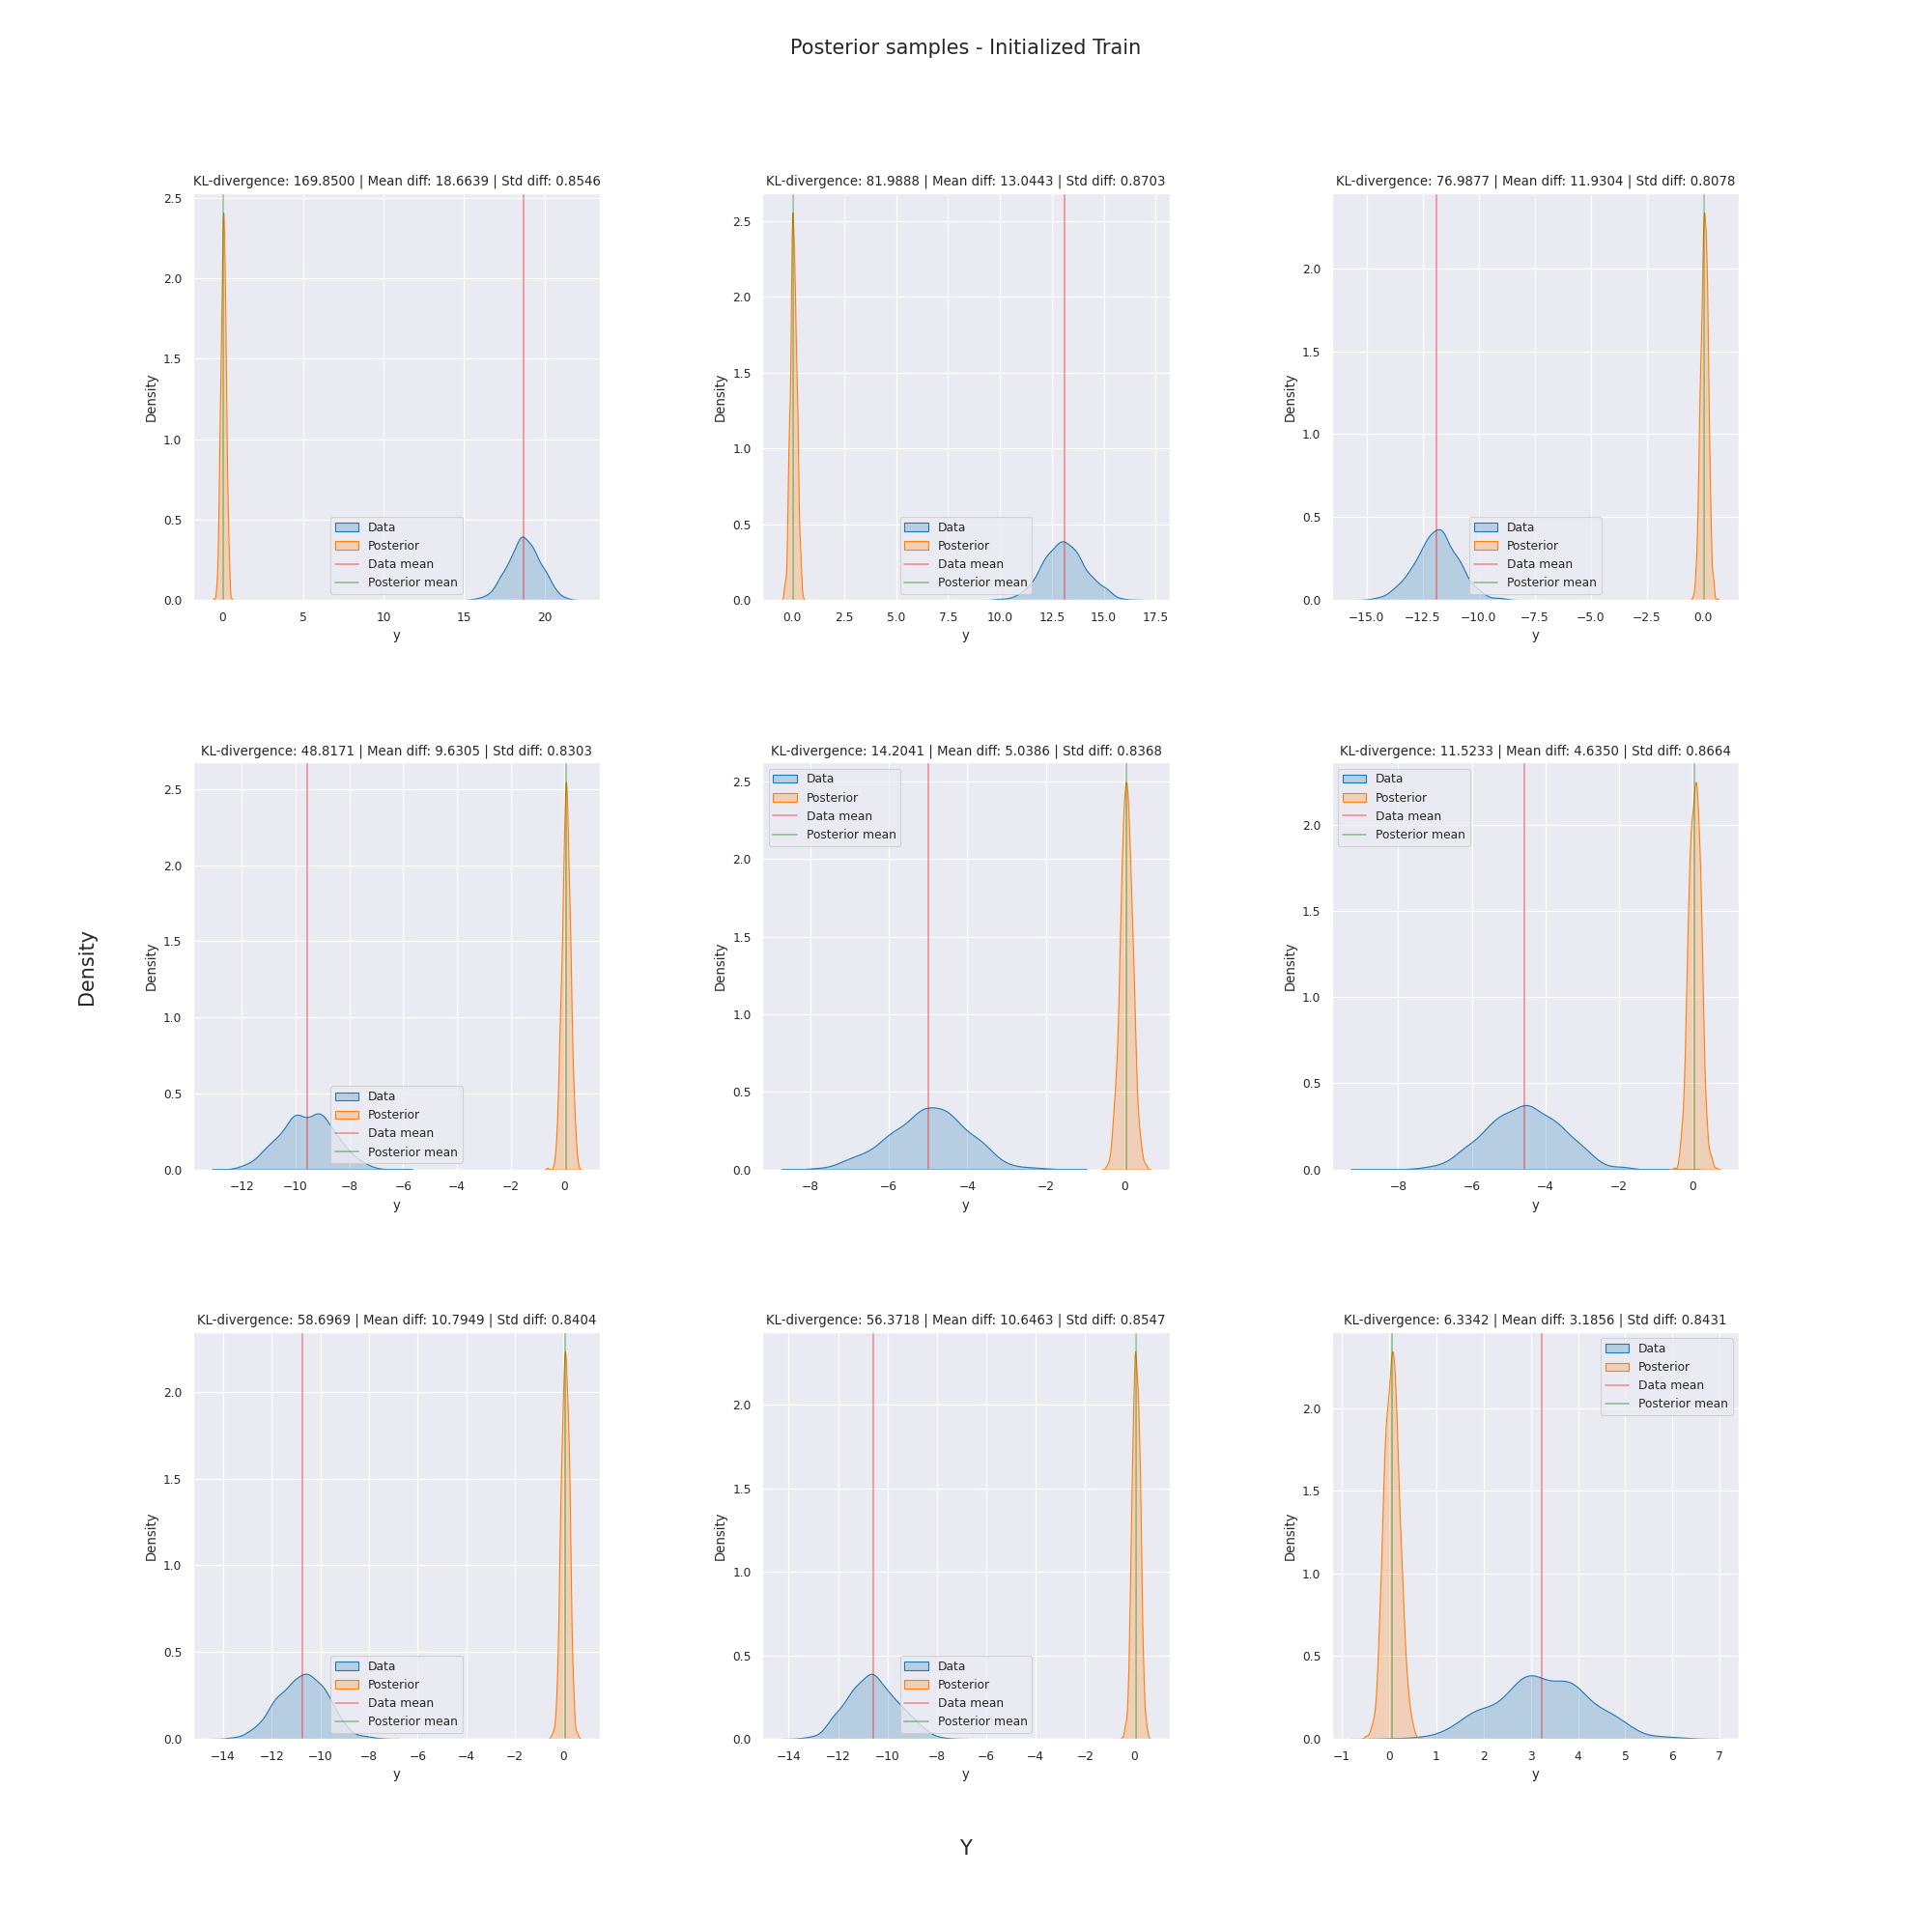 Posterior samples - Initialized Train
KL-divergence: 169.8500 | Mean diff: 18.6639 | Std diff: 0.8546
2.5
2.0
1.5
1.0
0.5
0.0
Density
Data
Posterior
Data mean
Posterior mean
0 5 10 15 20
y
KL-divergence: 81.9888 | Mean diff: 13.0443 | Std diff: 0.8703
2.5
2.0
1.5
1.0
0.5
0.0
Density
Data
Posterior
Data mean
Posterior mean
0.0 2.5 5.0 7.5 10.0 12.5 15.0 17.5
y
KL-divergence: 76.9877 | Mean diff: 11.9304 | Std diff: 0.8078
2.0
1.5
1.0
0.5
0.0
Density
Data
Posterior
Data mean
Posterior mean
−15.0 −12.5 −10.0 −7.5 −5.0 −2.5 0.0
y
Density
KL-divergence: 48.8171 | Mean diff: 9.6305 | Std diff: 0.8303
2.5
2.0
1.5
1.0
0.5
0.0
Density
Data
Posterior
Data mean
Posterior mean
−12 −10 −8 −6 −4 −2 0
y
KL-divergence: 14.2041 | Mean diff: 5.0386 | Std diff: 0.8368
2.5
2.0
1.5
1.0
0.5
0.0
Density
Data
Posterior
Data mean
Posterior mean
−8 −6 −4 −2 0
y
KL-divergence: 11.5233 | Mean diff: 4.6350 | Std diff: 0.8664
2.0
1.5
1.0
0.5
0.0
Density
Data
Posterior
Data mean
Posterior mean
−8 −6 −4 −2 0
y
KL-divergence: 58.6969 | Mean diff: 10.7949 | Std diff: 0.8404
2.0
1.5
1.0
0.5
0.0
Density
Data
Posterior
Data mean
Posterior mean
−14 −12 −10 −8 −6 −4 −2 0
y
KL-divergence: 56.3718 | Mean diff: 10.6463 | Std diff: 0.8547
2.0
1.5
1.0
0.5
0.0
Density
Data
Posterior
Data mean
Posterior mean
−14 −12 −10 −8 −6 −4 −2 0
y
KL-divergence: 6.3342 | Mean diff: 3.1856 | Std diff: 0.8431
2.0
1.5
1.0
0.5
0.0
Density
Data
Posterior
Data mean
Posterior mean
−1 0 1 2 3 4 5 6 7
y
Y